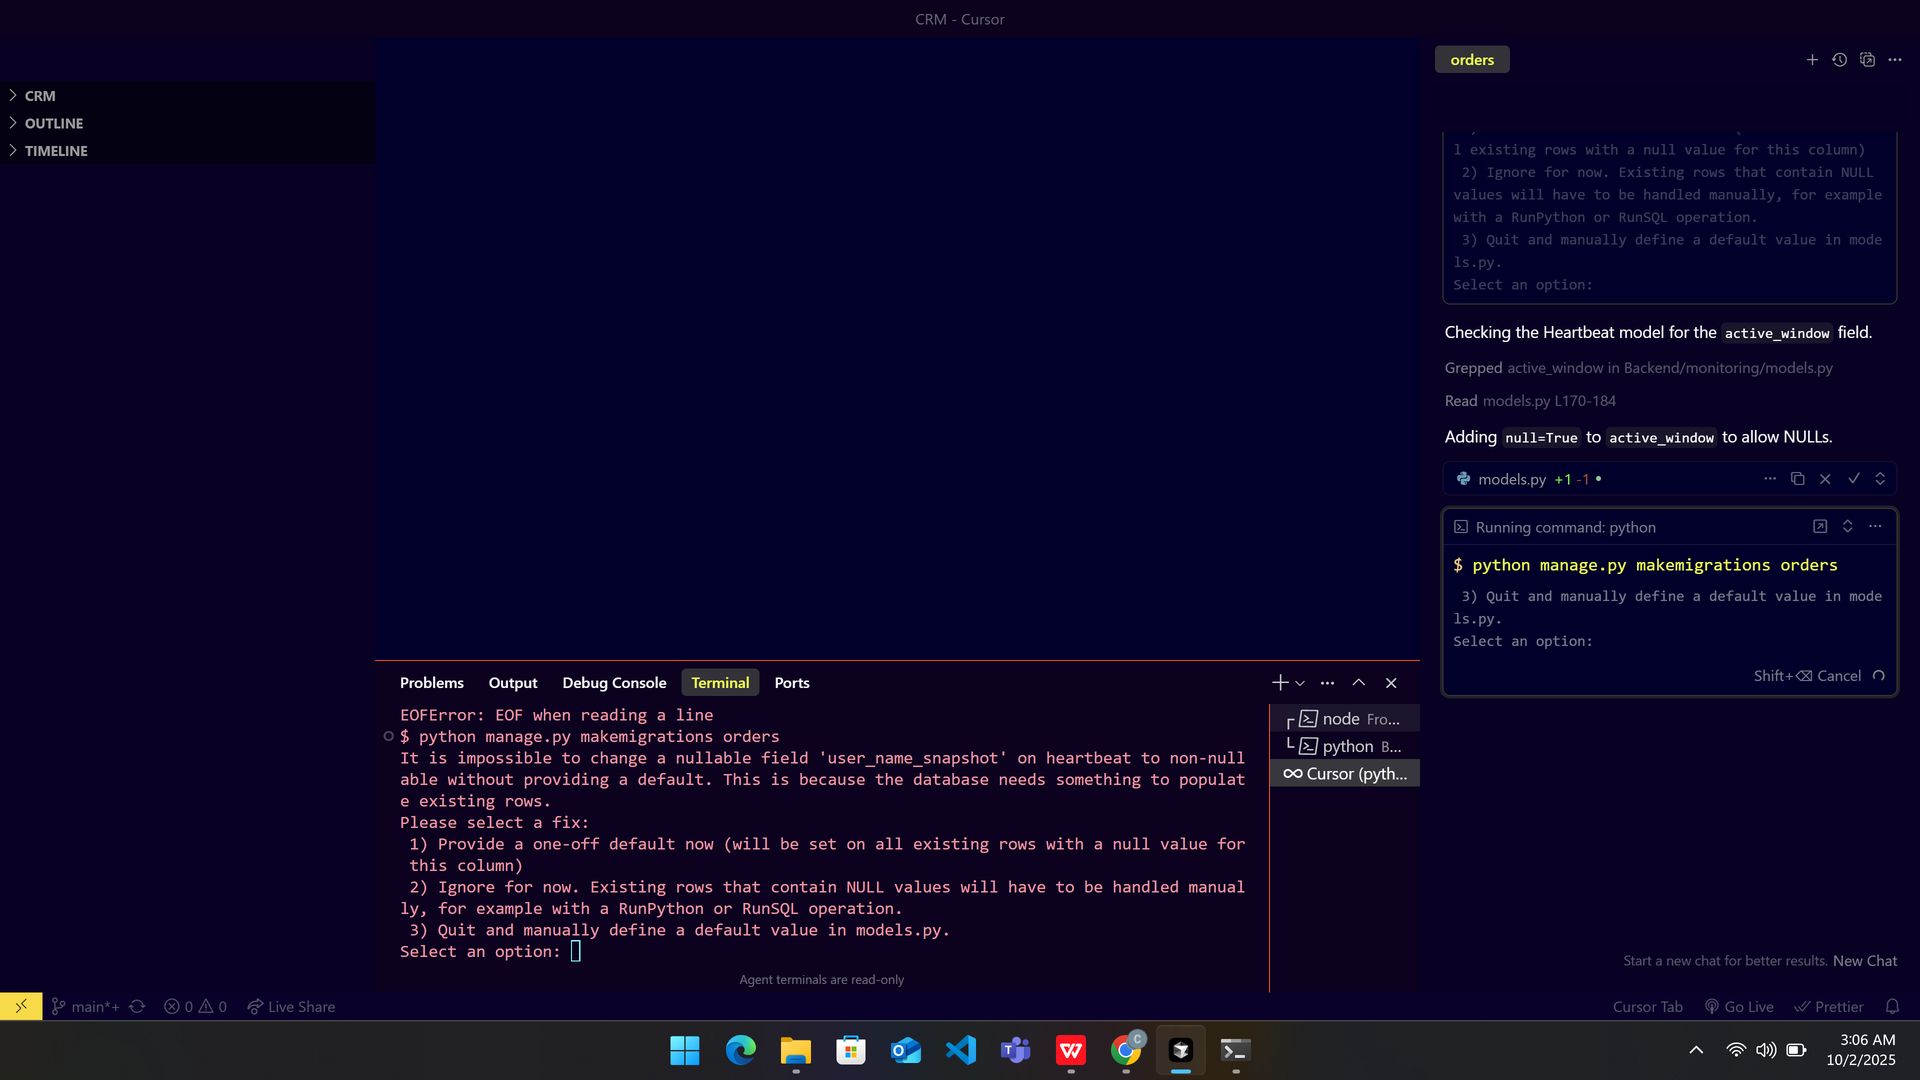 CRM - Cursor
CRM
OUTLINE
TIMELINE
orders
l existing rows with a null value for this column)
2) Ignore for now. Existing rows that contain NULL
values will have to be handled manually, for example
with a RunPython or RunSQL operation.
3) Quit and manually define a default value in mode
ls.py.
Select an option:
Checking the Heartbeat model for the active_window field.
Grepped active_window in Backend/monitoring/models.py
Read models.py L170-184
Adding null=True to active_window to allow NULLs.
models.py +1 -1 •
Running command: python
$ python manage.py makemigrations orders
3) Quit and manually define a default value in mode
ls.py.
Select an option:
Shift+⌫ Cancel
Start a new chat for better results. New Chat
Problems Output Debug Console Terminal Ports
EOFError: EOF when reading a line
$ python manage.py makemigrations orders
It is impossible to change a nullable field 'user_name_snapshot' on heartbeat to non-null
able without providing a default. This is because the database needs something to populat
e existing rows.
Please select a fix:
1) Provide a one-off default now (will be set on all existing rows with a null value for
this column)
2) Ignore for now. Existing rows that contain NULL values will have to be handled manual
ly, for example with a RunPython or RunSQL operation.
3) Quit and manually define a default value in models.py.
Select an option:
Agent terminals are read-only
node Fro...
python B...
Cursor (pyth...
main*+ 0 0 Live Share
Cursor Tab Go Live Prettier
C
3:06 AM
10/2/2025